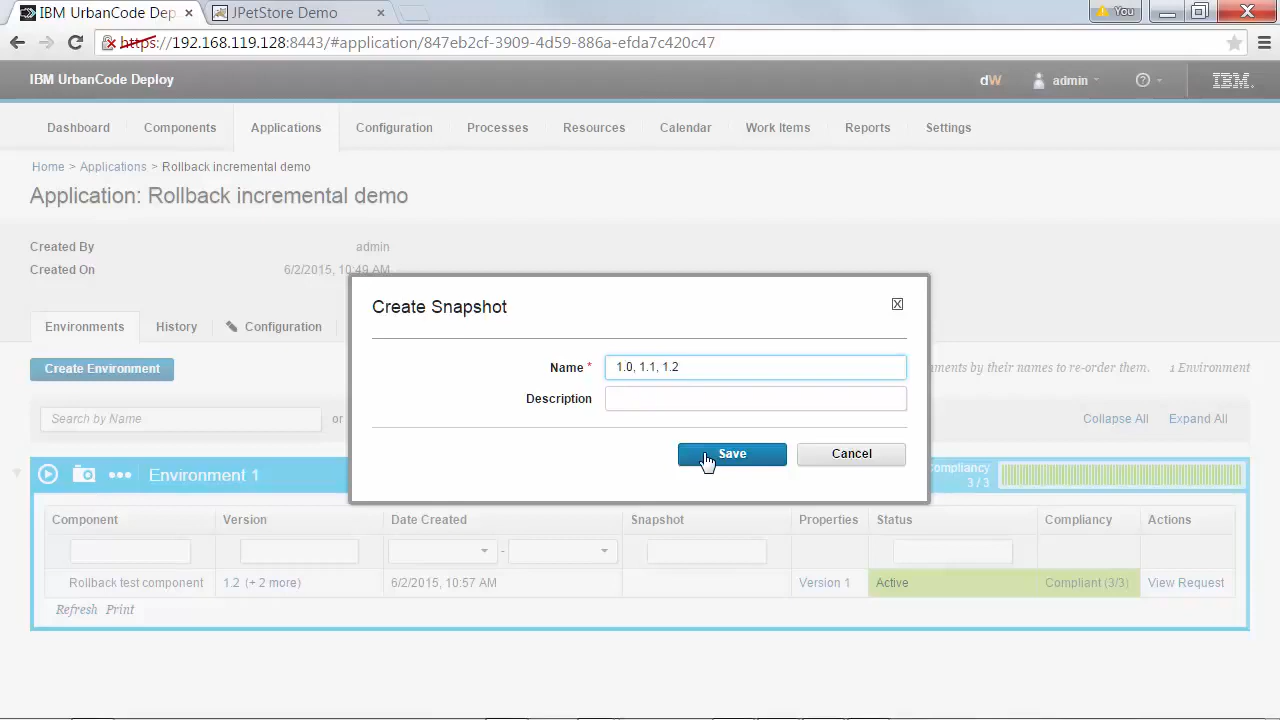 IBM UrbanCode Dep
JPetStore Demo
You
https://192.168.119.128:8443/#application/847eb2cf-3909-4d59-886a-efda7c420c47
IBM UrbanCode Deploy
dW
admin
IBM
Dashboard
Components
Applications
Configuration
Processes
Resources
Calendar
Work Items
Reports
Settings
Home > Applications > Rollback incremental demo
Application: Rollback incremental demo
Created By admin
Created On 6/2/2015, 10:49 AM
Create Snapshot
Environments
History
Configuration
Name * 1.0, 1.1, 1.2
Create Environment
by their names to re-order them.
1 Environment
Description
Search by Name
or
Collapse All
Expand All
Save
Cancel
Environment 1
Compliancy
3 / 3
Component Version Date Created Snapshot Properties Status Compliancy Actions
-
Rollback test component 1.2 (+ 2 more) 6/2/2015, 10:57 AM Version 1 Active Compliant (3/3) View Request
Refresh Print